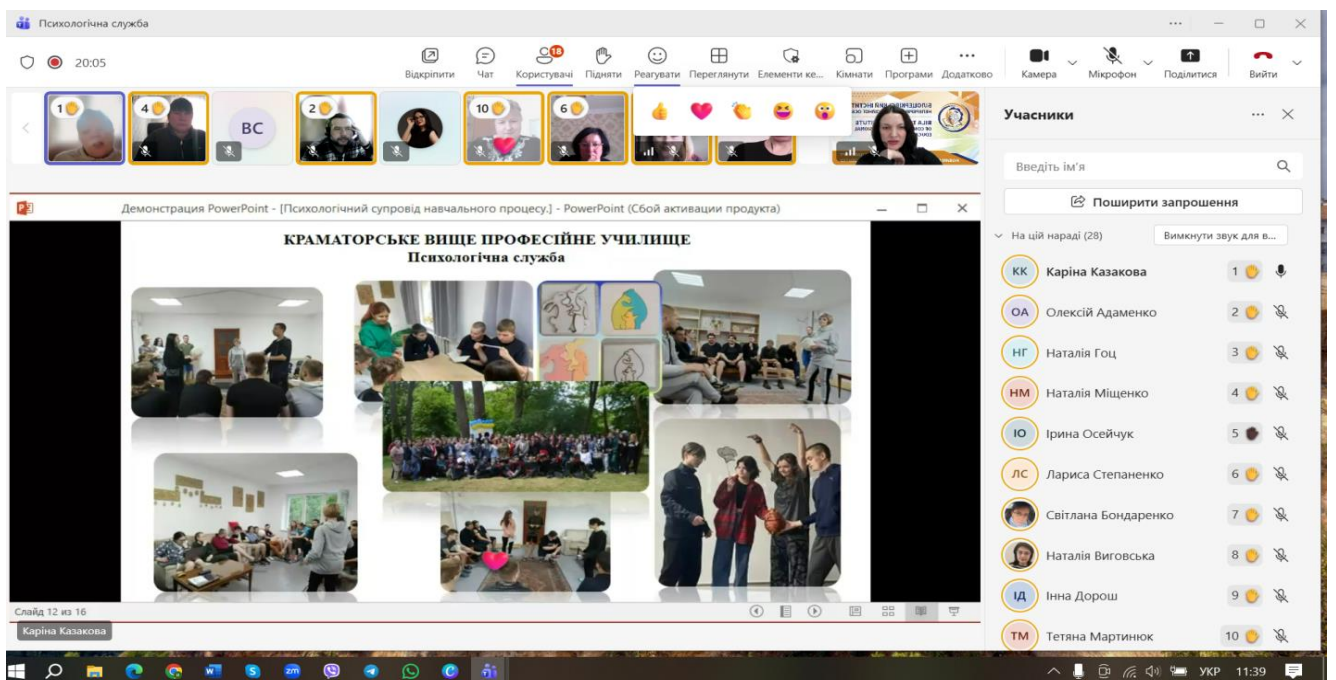 Психологічна служба
20:05
Відкріпити
Чат
18
Користувачі
Підняти
Реагувати
Переглянути
Елементи ке...
Кімнати
Програми
Додатково
Камера
Мікрофон
Поділитися
Вийти
1
4
ВС
2
10
6
Учасники
Введіть ім'я
Поширити запрошення
На цій нараді (28)
Вимкнути звук для в...
КК Каріна Казакова 1
ОА Олексій Адаменко 2
НГ Наталія Гоц 3
НМ Наталія Міщенко 4
ІО Ірина Осейчук 5
ЛС Лариса Степаненко 6
Світлана Бондаренко 7
Наталія Виговська 8
ІД Інна Дорош 9
ТМ Тетяна Мартинюк 10
Демонстрация PowerPoint - [Психологічний супровід навчального процесу.] - PowerPoint (Сбой активации продукта)
КРАМАТОРСЬКЕ ВИЩЕ ПРОФЕСІЙНЕ УЧИЛИЩЕ
Психологічна служба
Слайд 12 из 16
Каріна Казакова
УКР
11:39